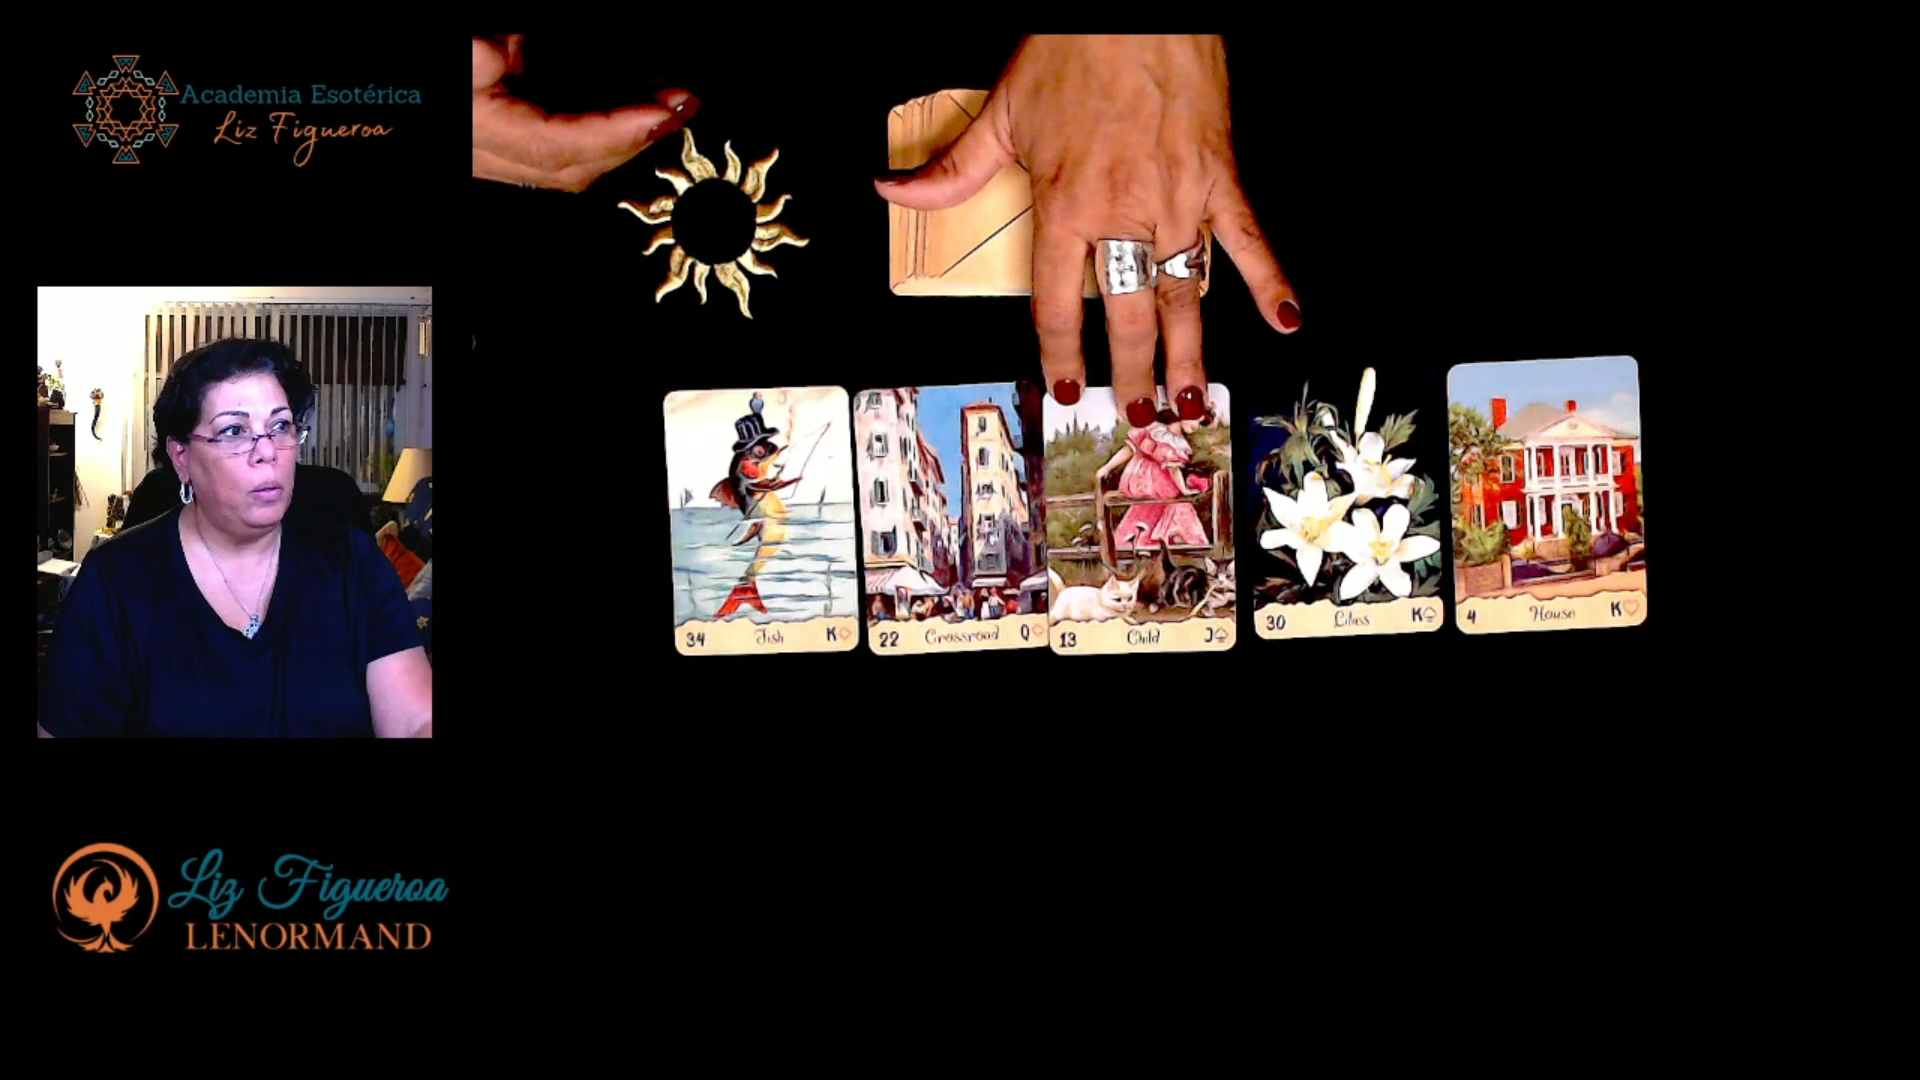 Academia Esotérica
Liz Figueroa
34 Fish K♢
22 Crossroad Q♢
13 Child J♤
30 Lilies K♤
4 House K♡
Liz Figueroa
LENORMAND